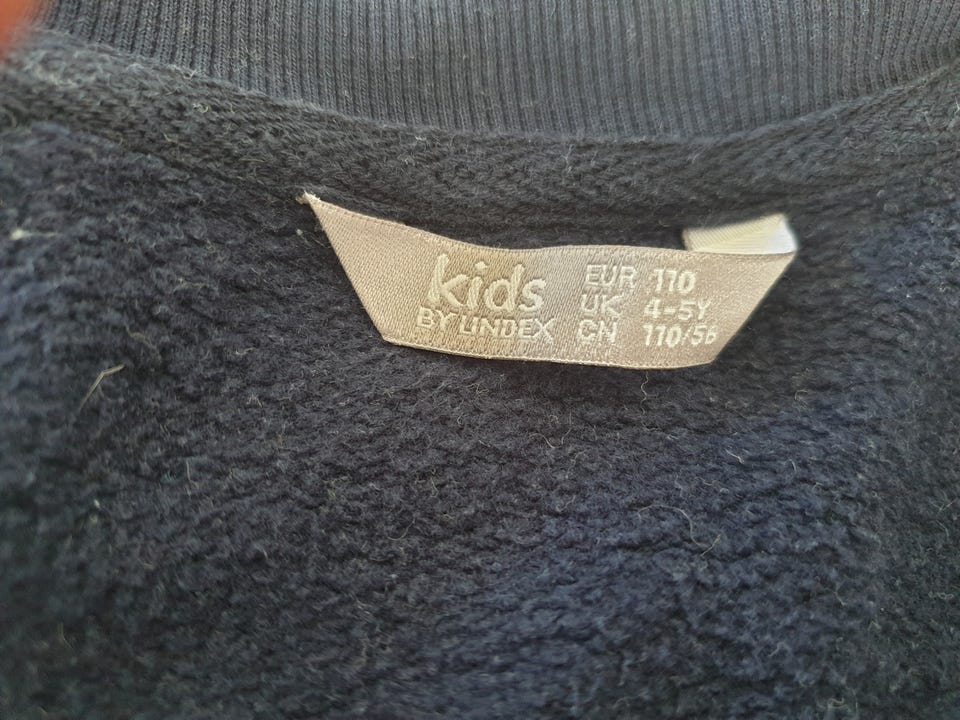 kids
BY LINDEX
EUR 110
UK 4-5Y
CN 110/56